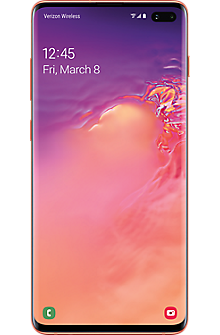 Verizon Wireless
12:45
Fri, March 8